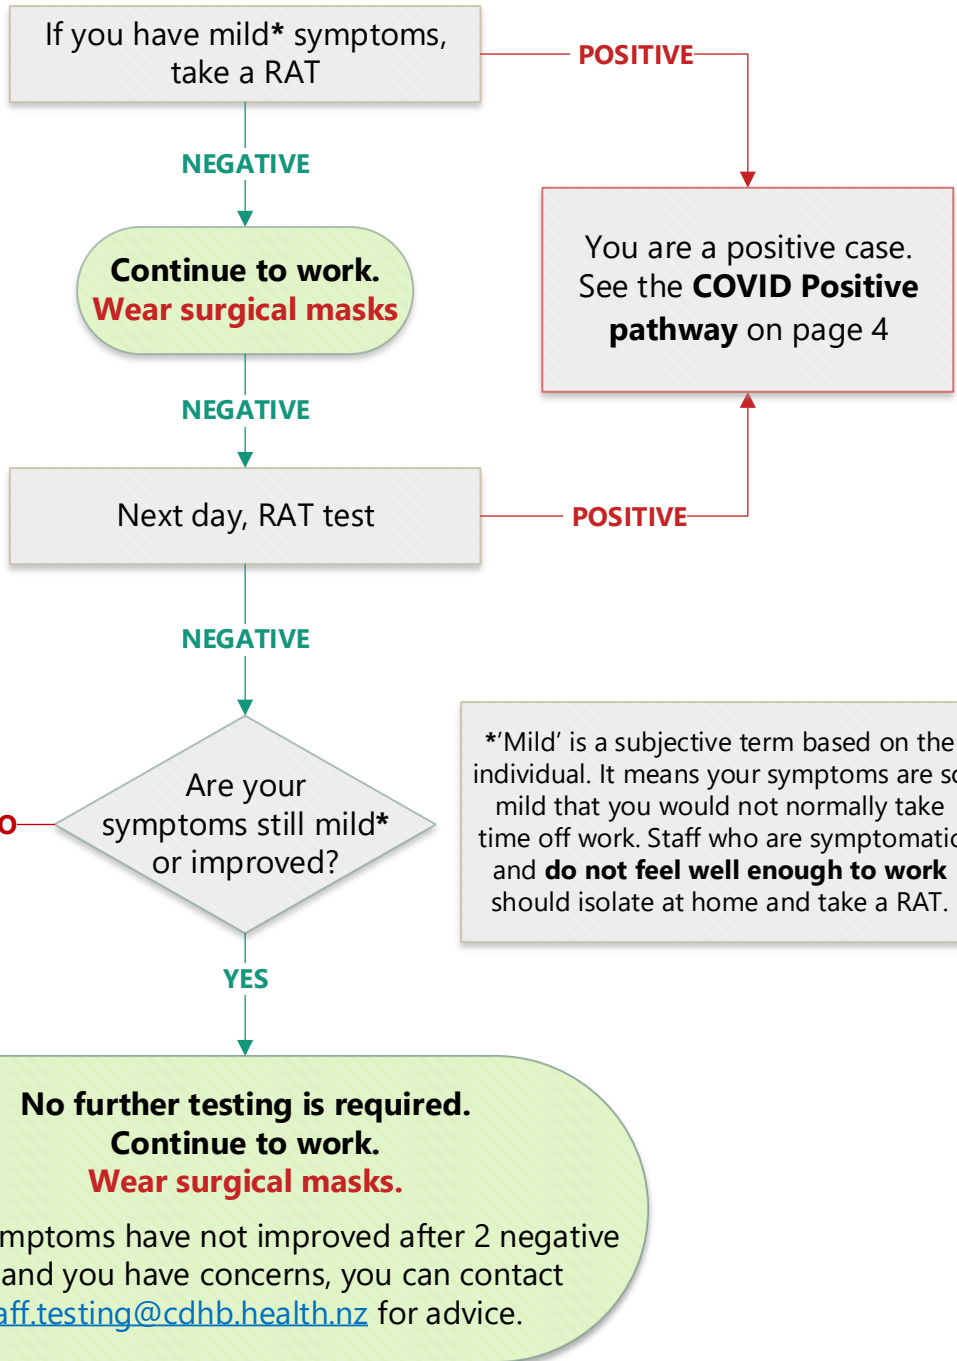 If you have mild* symptoms,
take a RAT
POSITIVE
NEGATIVE
Continue to work.
Wear surgical masks
You are a positive case.
See the COVID Positive
pathway on page 4
NEGATIVE
Next day, RAT test
POSITIVE
NEGATIVE
Are your
symptoms still mild*
or improved?
*'Mild' is a subjective term based on the
individual. It means your symptoms are so
mild that you would not normally take
time off work. Staff who are symptomatic
and do not feel well enough to work
should isolate at home and take a RAT.
YES
No further testing is required.
Continue to work.
Wear surgical masks.
mptoms have not improved after 2 negative
and you have concerns, you can contact
aff.testing@cdhb.health.nz for advice.